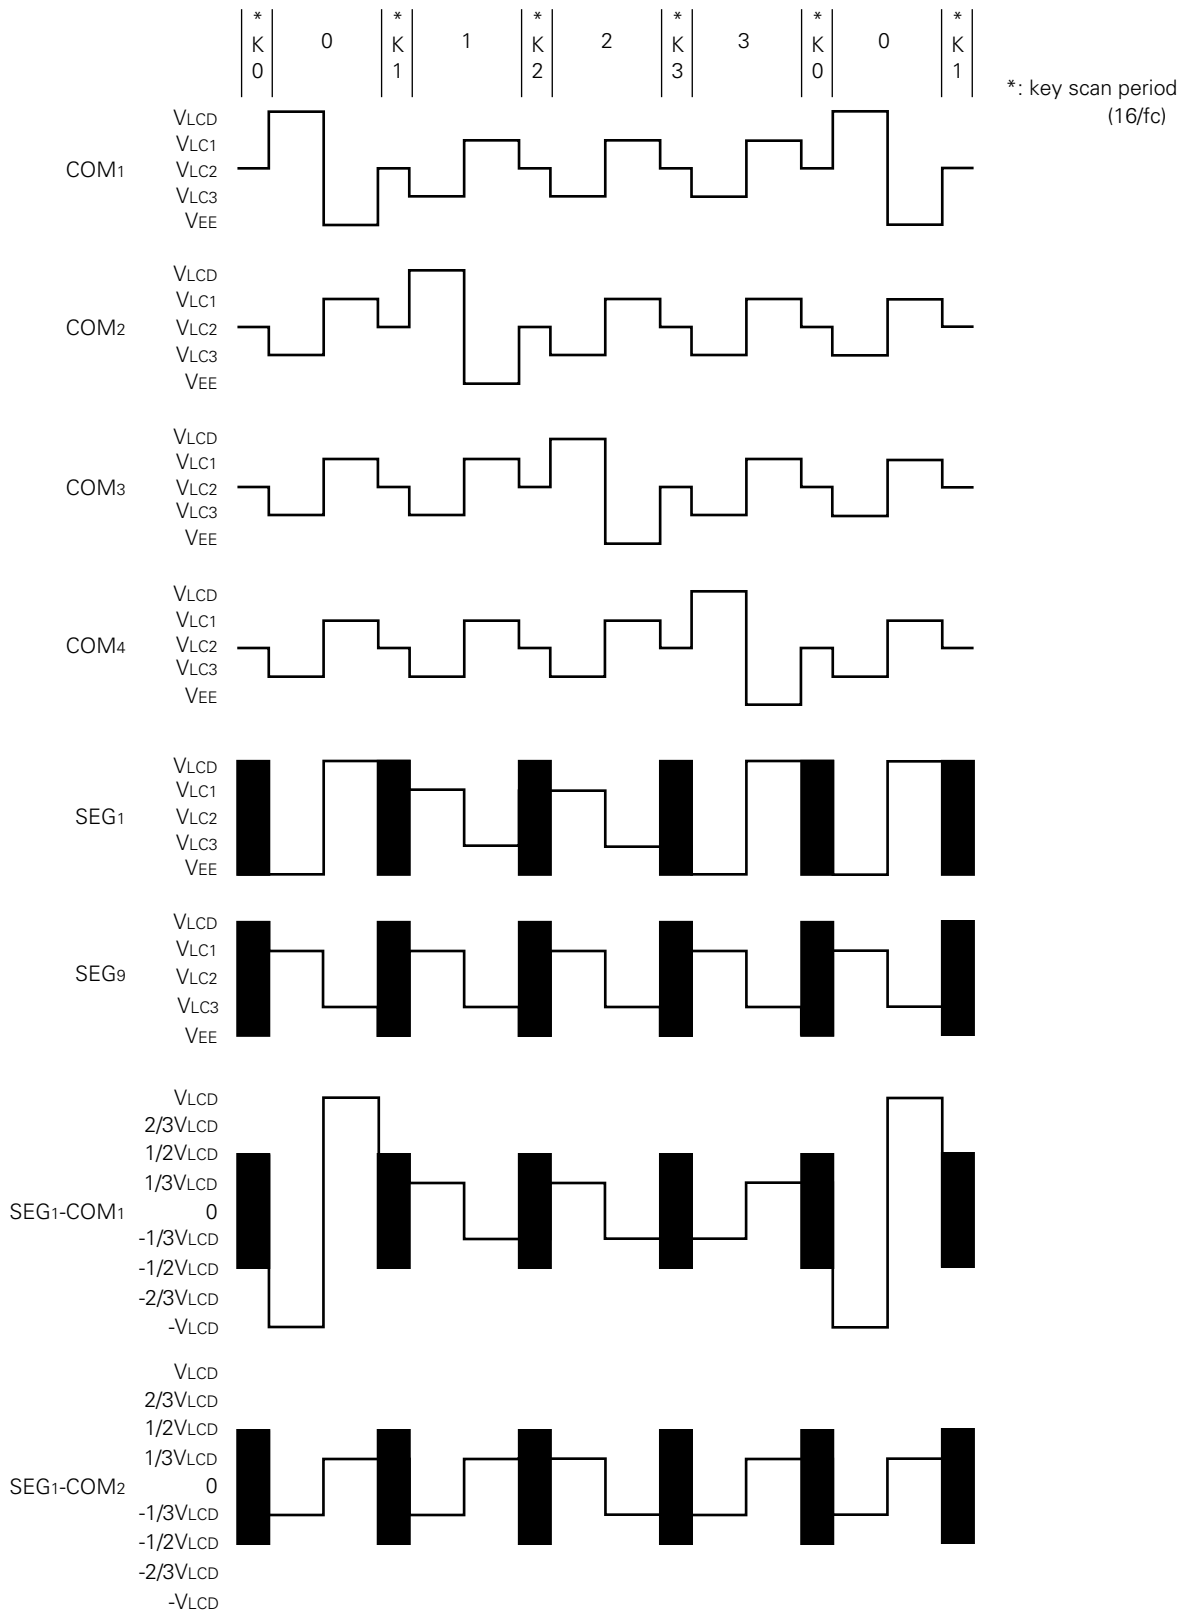 * * * * * *
K 0 K 1 K 2 K 3 K 0 K
0 1 2 3 0 1
*: key scan period
(16/fc)
VLCD
VLC1
COM1 VLC2
VLC3
VEE
VLCD
VLC1
COM2 VLC2
VLC3
VEE
VLCD
VLC1
COM3 VLC2
VLC3
VEE
VLCD
VLC1
COM4 VLC2
VLC3
VEE
VLCD
VLC1
SEG1 VLC2
VLC3
VEE
VLCD
VLC1
SEG9 VLC2
VLC3
VEE
VLCD
2/3VLCD
1/2VLCD
1/3VLCD
SEG1-COM1 0
-1/3VLCD
-1/2VLCD
-2/3VLCD
-VLCD
VLCD
2/3VLCD
1/2VLCD
1/3VLCD
SEG1-COM2 0
-1/3VLCD
-1/2VLCD
-2/3VLCD
-VLCD